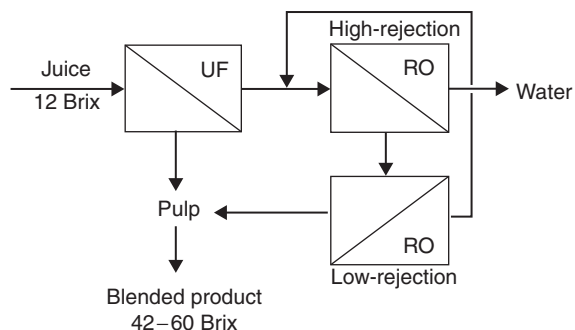 High-rejection
Juice
UF
RO
12 Brix
Water
Pulp
RO
Low-rejection
Blended product
42–60 Brix